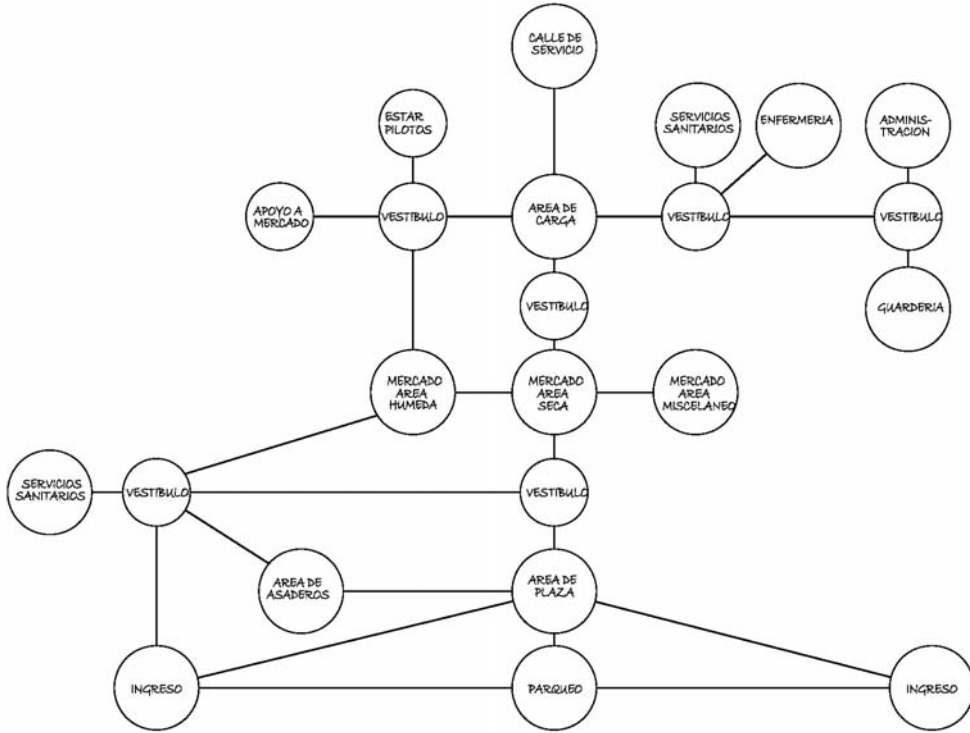 CALLE DE
SERVICIO
ESTAR
PILOTOS
SERVICIOS
SANITARIOS
ENFERMERIA
ADMINIS-
TRACION
APOYO A
MERCADO
VESTIBULO
AREA DE
CARGA
VESTIBULO
VESTIBULO
VESTIBULO
GUARDERIA
MERCADO
AREA
HUMEDA
MERCADO
AREA
SECA
MERCADO
AREA
MISCELANEO
SERVICIOS
SANITARIOS
VESTIBULO
VESTIBULO
AREA DE
ASADEROS
AREA DE
PLAZA
INGRESO
PARQUEO
INGRESO